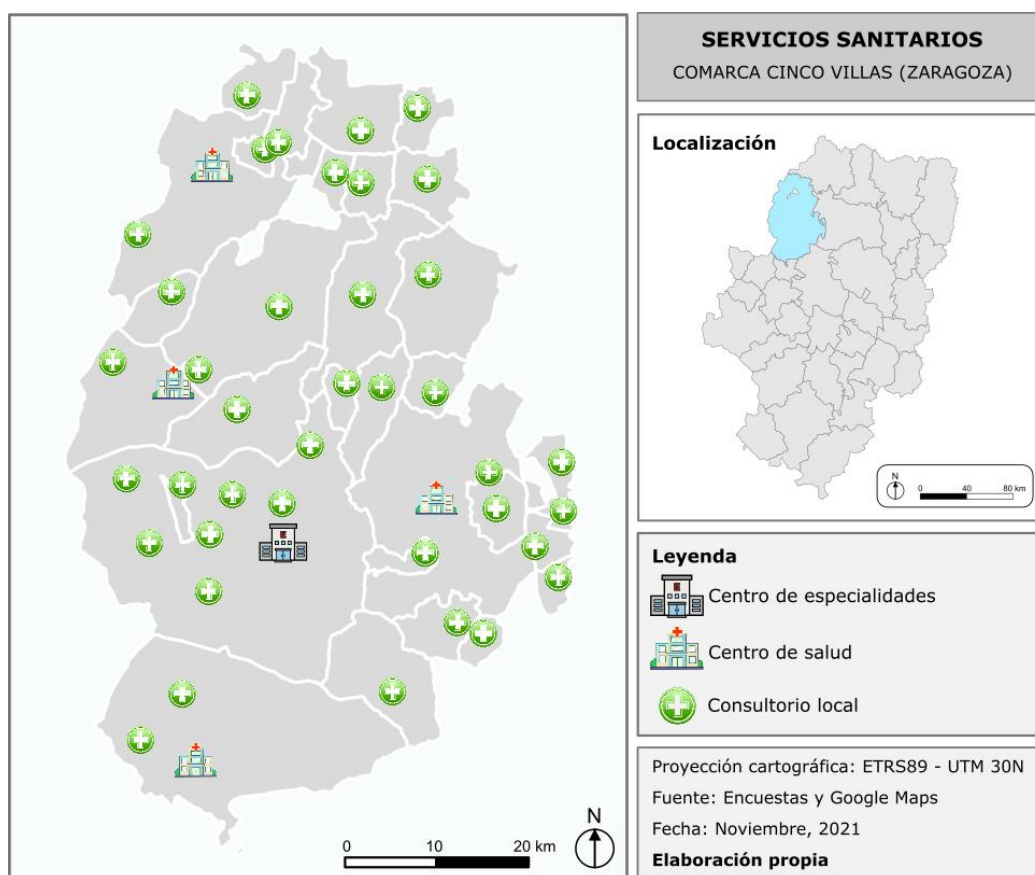 SERVICIOS SANITARIOS
COMARCA CINCO VILLAS (ZARAGOZA)
Localización
N
0 40 80 km
Leyenda
E
Centro de especialidades
Centro de salud
Consultorio local
Proyección cartográfica: ETRS89 - UTM 30N
Fuente: Encuestas y Google Maps
Fecha: Noviembre, 2021
Elaboración propia
E
N
0 10 20 km